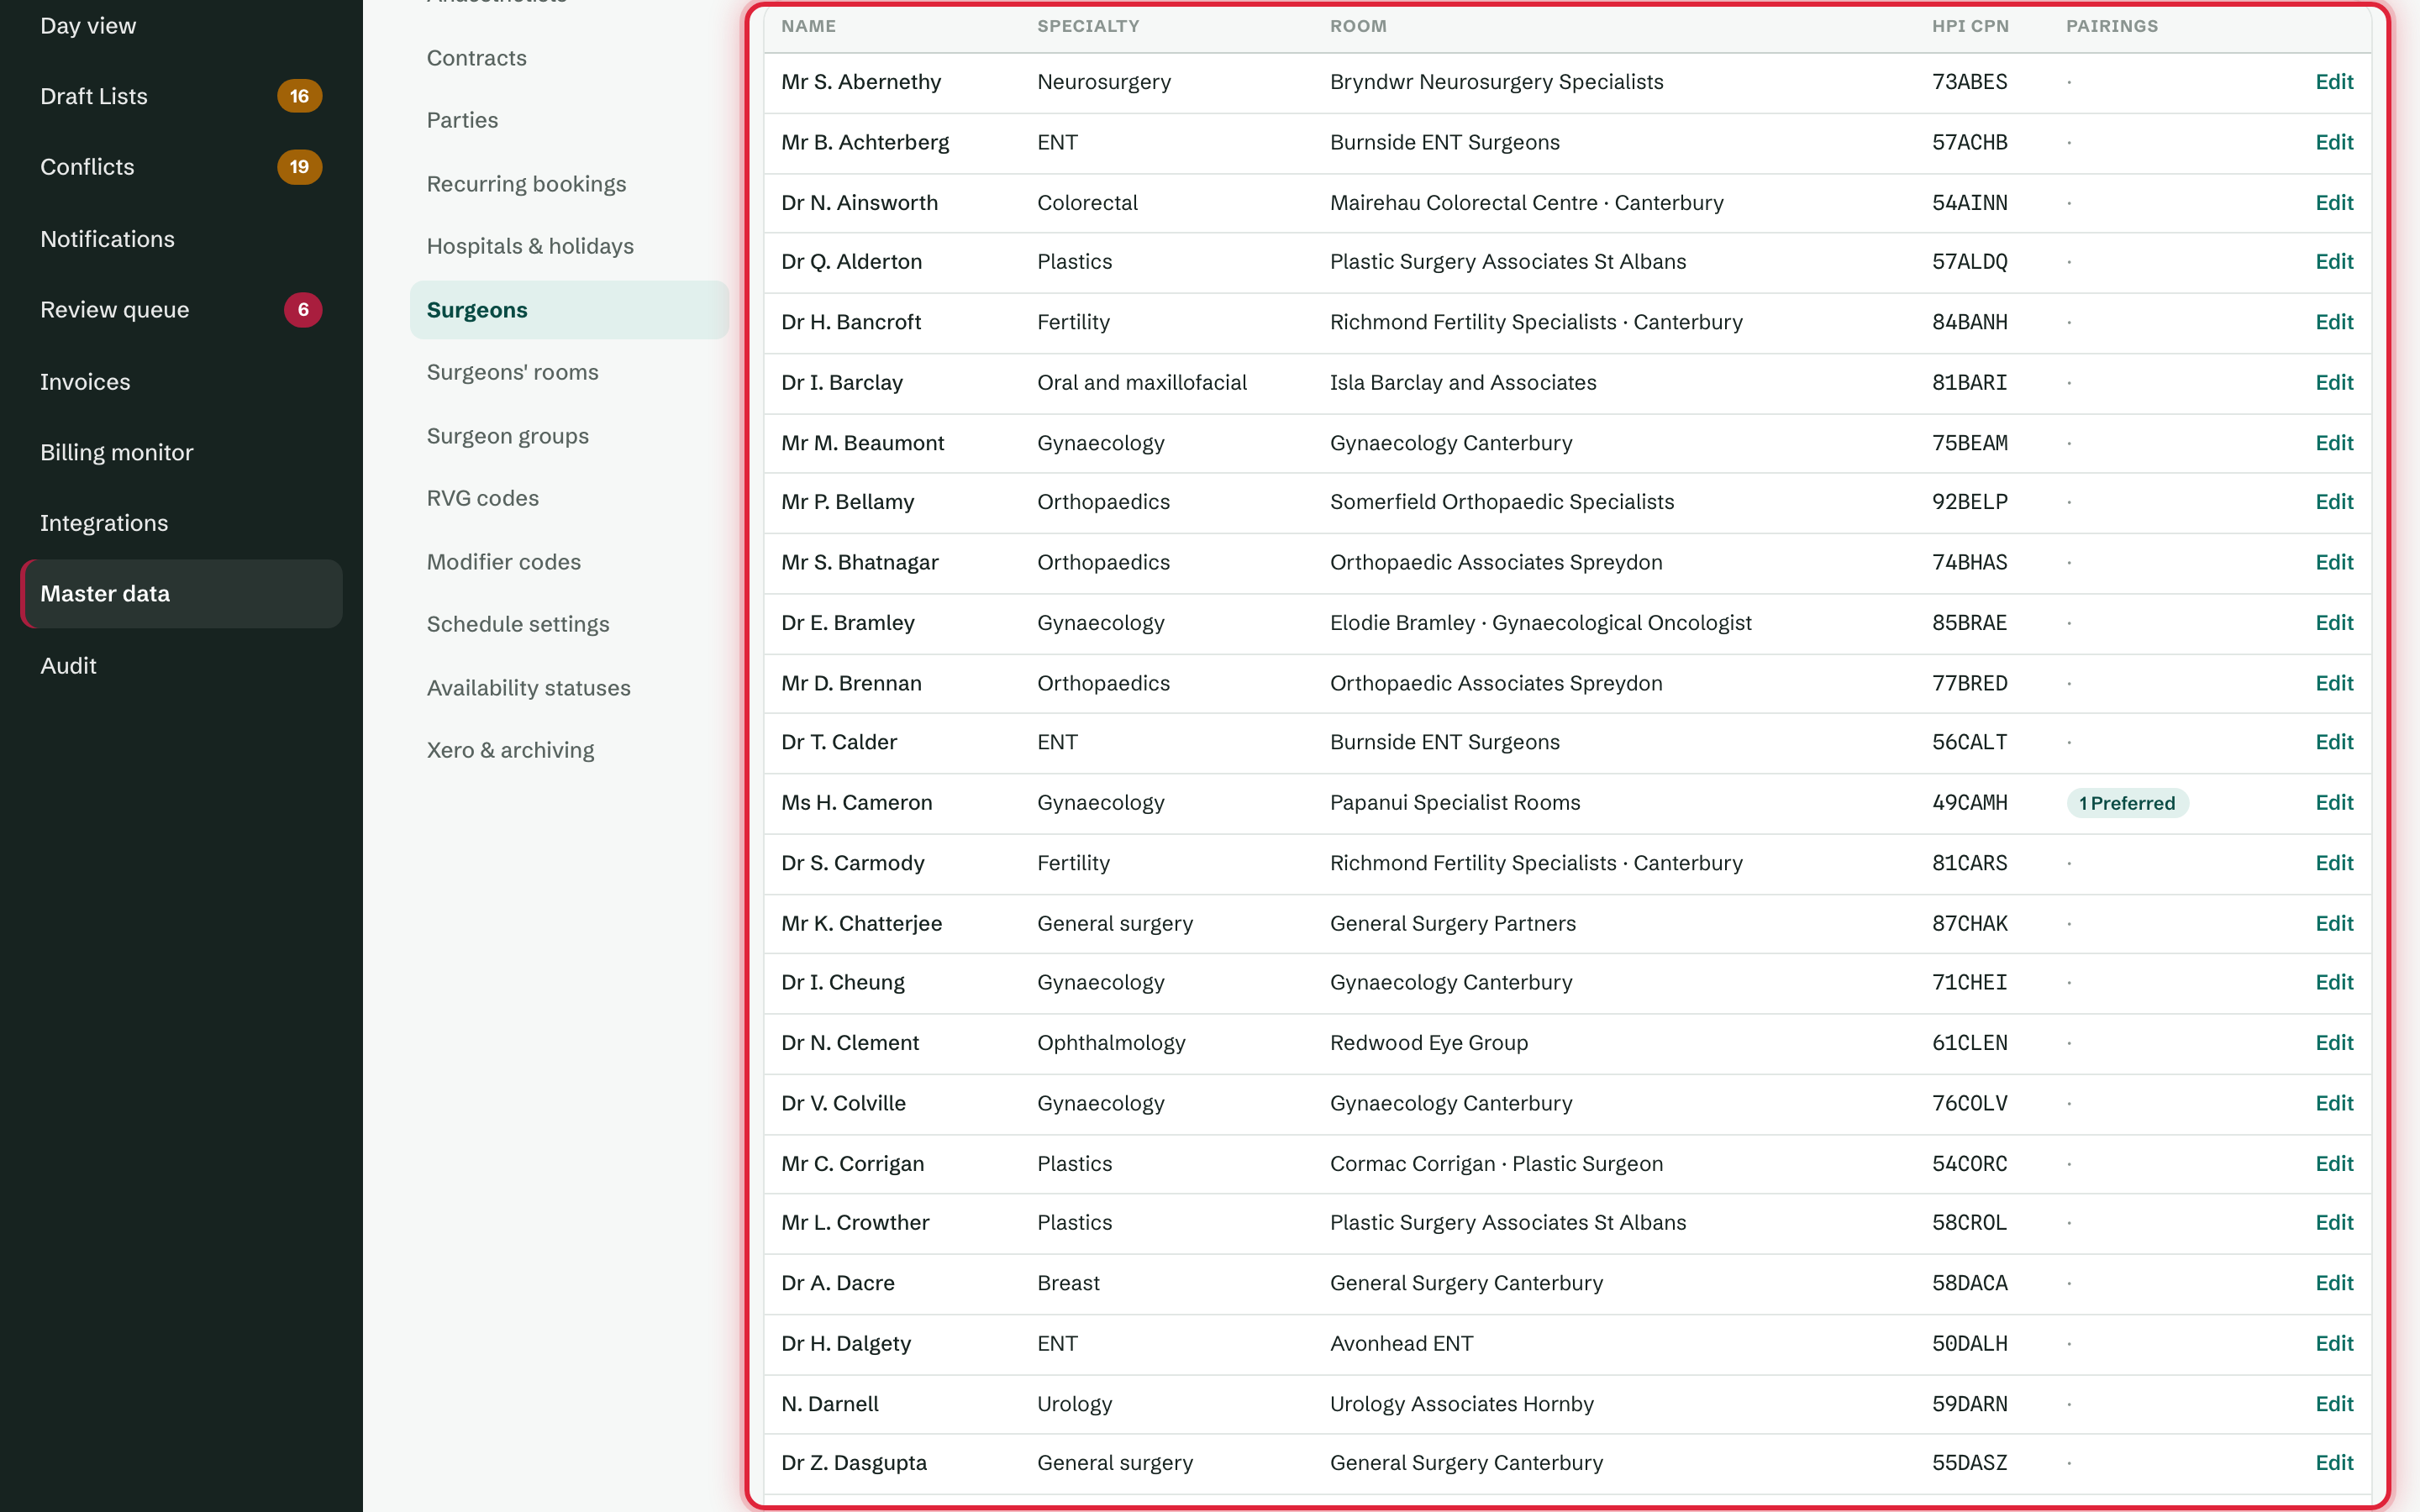 Day view
Draft Lists 16
Conflicts 19
Notifications
Review queue 6
Invoices
Billing monitor
Integrations
Master data
Audit
Contracts
Parties
Recurring bookings
Hospitals & holidays
Surgeons
Surgeons' rooms
Surgeon groups
RVG codes
Modifier codes
Schedule settings
Availability statuses
Xero & archiving
NAME SPECIALTY ROOM HPI CPN PAIRINGS
Mr S. Abernethy Neurosurgery Bryndwr Neurosurgery Specialists 73ABES · Edit
Mr B. Achterberg ENT Burnside ENT Surgeons 57ACHB · Edit
Dr N. Ainsworth Colorectal Mairehau Colorectal Centre · Canterbury 54AINN · Edit
Dr Q. Alderton Plastics Plastic Surgery Associates St Albans 57ALDQ · Edit
Dr H. Bancroft Fertility Richmond Fertility Specialists · Canterbury 84BANH · Edit
Dr I. Barclay Oral and maxillofacial Isla Barclay and Associates 81BARI · Edit
Mr M. Beaumont Gynaecology Gynaecology Canterbury 75BEAM · Edit
Mr P. Bellamy Orthopaedics Somerfield Orthopaedic Specialists 92BELP · Edit
Mr S. Bhatnagar Orthopaedics Orthopaedic Associates Spreydon 74BHAS · Edit
Dr E. Bramley Gynaecology Elodie Bramley · Gynaecological Oncologist 85BRAE · Edit
Mr D. Brennan Orthopaedics Orthopaedic Associates Spreydon 77BRED · Edit
Dr T. Calder ENT Burnside ENT Surgeons 56CALT · Edit
Ms H. Cameron Gynaecology Papanui Specialist Rooms 49CAMH 1 Preferred Edit
Dr S. Carmody Fertility Richmond Fertility Specialists · Canterbury 81CARS · Edit
Mr K. Chatterjee General surgery General Surgery Partners 87CHAK · Edit
Dr I. Cheung Gynaecology Gynaecology Canterbury 71CHEI · Edit
Dr N. Clement Ophthalmology Redwood Eye Group 61CLEN · Edit
Dr V. Colville Gynaecology Gynaecology Canterbury 76COLV · Edit
Mr C. Corrigan Plastics Cormac Corrigan · Plastic Surgeon 54CORC · Edit
Mr L. Crowther Plastics Plastic Surgery Associates St Albans 58CROL · Edit
Dr A. Dacre Breast General Surgery Canterbury 58DACA · Edit
Dr H. Dalgety ENT Avonhead ENT 50DALH · Edit
N. Darnell Urology Urology Associates Hornby 59DARN · Edit
Dr Z. Dasgupta General surgery General Surgery Canterbury 55DASZ · Edit